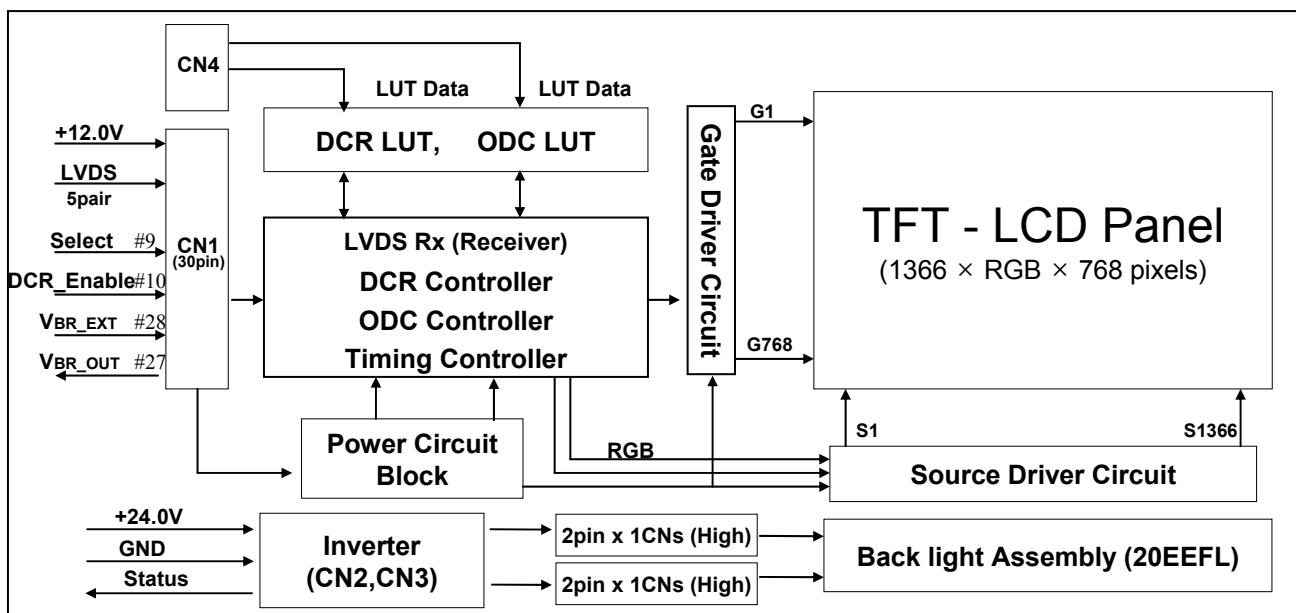 CN4
LUT Data
LUT Data
DCR LUT, ODC LUT
+12.0V
LVDS
5pair
Select #9
DCR_Enable #10
VBR_EXT #28
VBR_OUT #27
CN1
(30pin)
LVDS Rx (Receiver)
DCR Controller
ODC Controller
Timing Controller
Gate Driver Circuit
G1
G768
TFT - LCD Panel
(1366 × RGB × 768 pixels)
S1
S1366
Power Circuit
Block
RGB
Source Driver Circuit
+24.0V
GND
Status
Inverter
(CN2,CN3)
2pin x 1CNs (High)
2pin x 1CNs (High)
Back light Assembly (20EEFL)